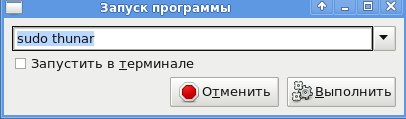 Запуск программы
sudo thunar
Запустить в терминале
Отменить
Выполнить